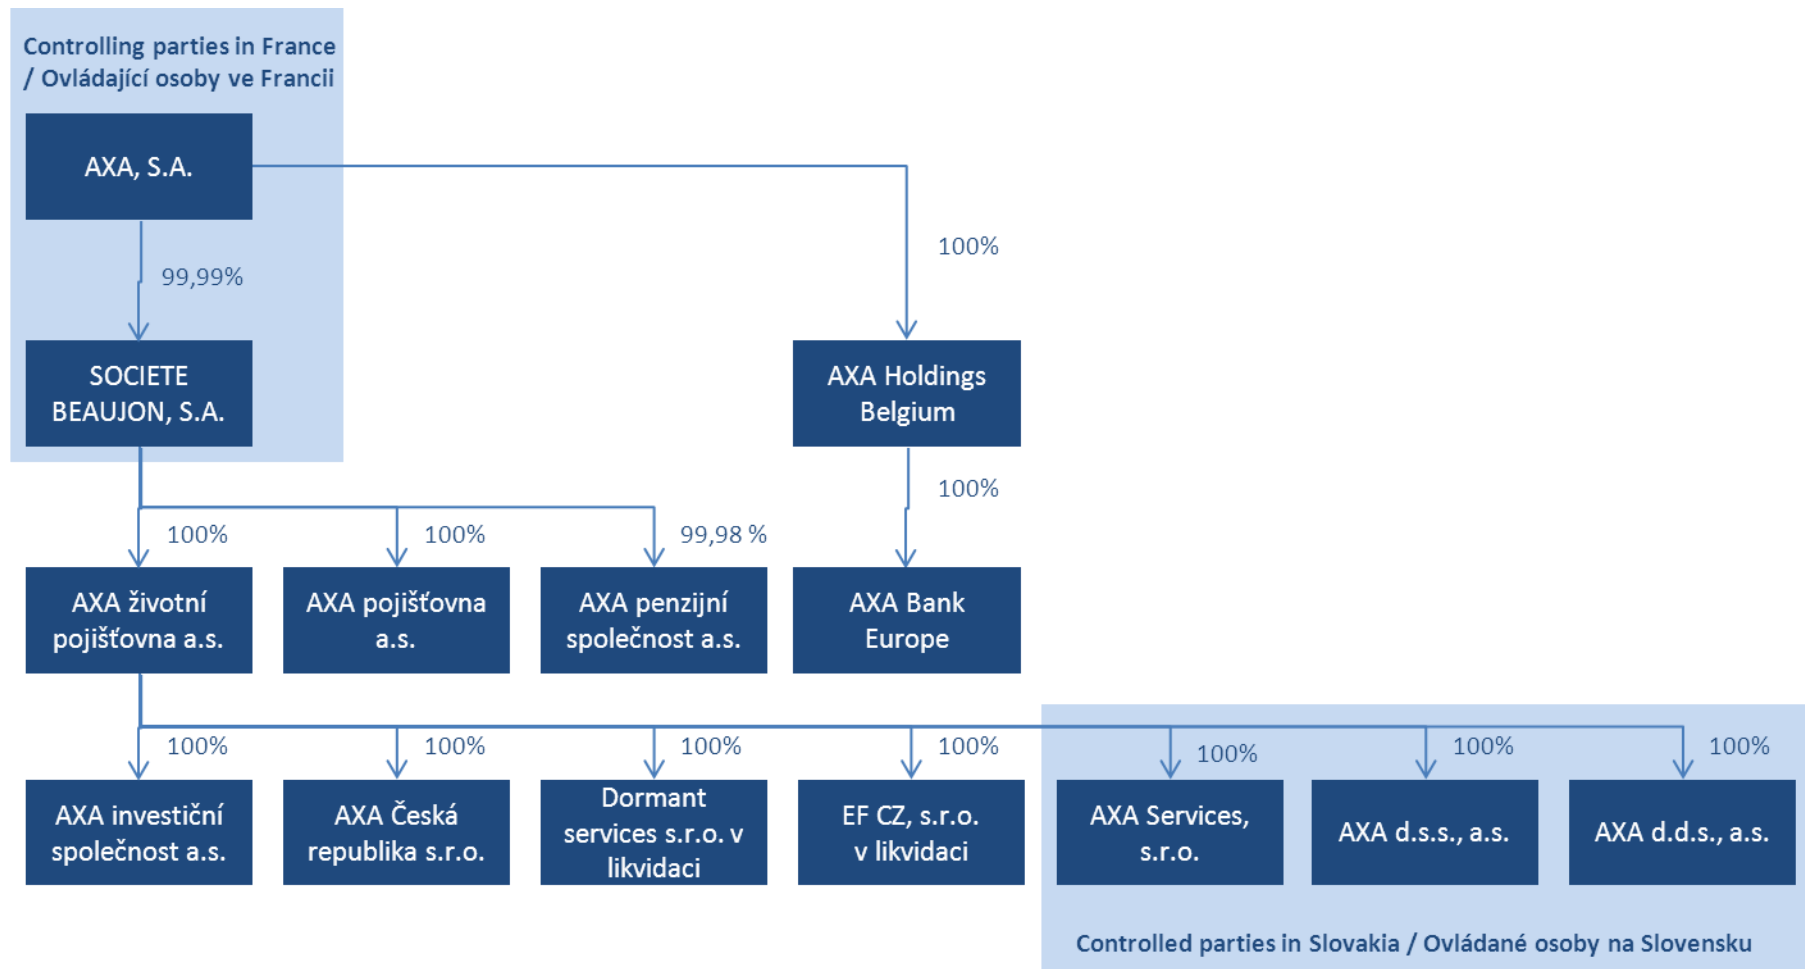 Controlling parties in France
/ Ovládající osoby ve Francii
AXA, S.A.
100%
99,99%
SOCIETE
BEAUJON, S.A.
AXA Holdings
Belgium
100%
100%
100%
99,98 %
AXA životní
pojišťovna a.s.
AXA pojišťovna
a.s.
AXA penzijní
společnost a.s.
AXA Bank
Europe
100%
100%
100%
100%
100%
100%
100%
AXA investiční
společnost a.s.
AXA Česká
republika s.r.o.
Dormant
services s.r.o. v
likvidaci
EF CZ, s.r.o.
v likvidaci
AXA Services,
s.r.o.
AXA d.s.s., a.s.
AXA d.d.s., a.s.
Controlled parties in Slovakia / Ovládané osoby na Slovensku